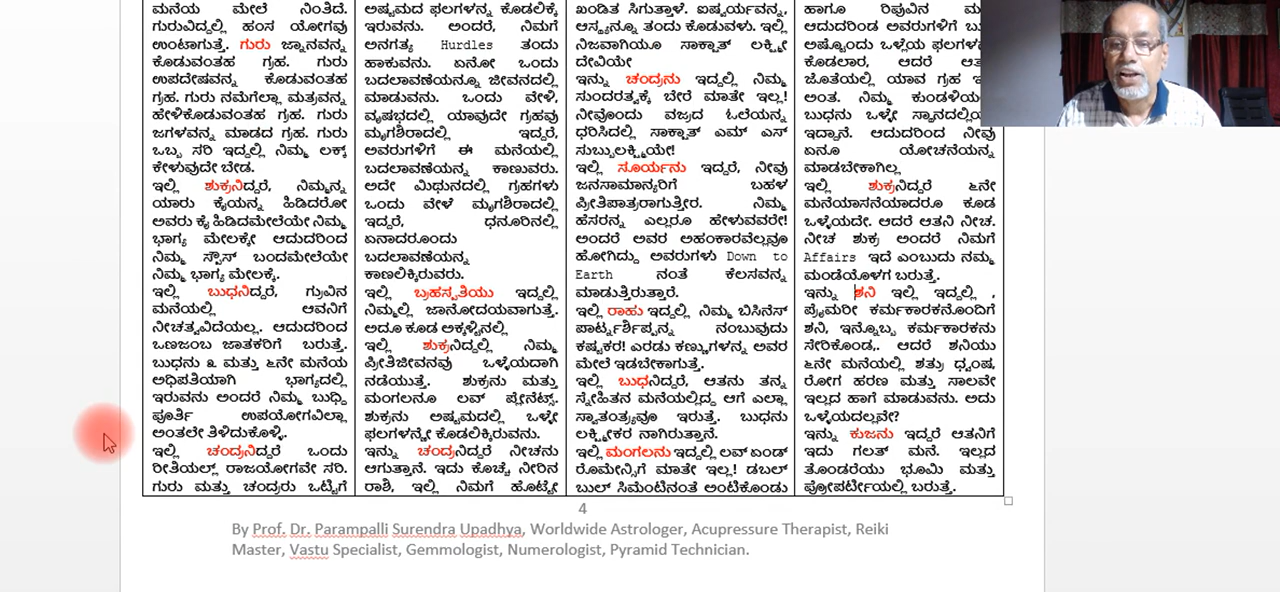 ಮನೆಯ ಮೇಲೆ ನಿಂತಿದೆ.
ಗುರುವಿದ್ದಲ್ಲಿ ಹಂಸ ಯೋಗವು
ಉಂಟಾಗುತ್ತೆ. ಗುರು ಜ್ಞಾನವನ್ನ
ಕೊಡುವಂತಹ ಗ್ರಹ. ಗುರು
ಉಪದೇಷವನ್ನ ಕೊಡುವಂತಹ
ಗ್ರಹ. ಗುರು ನಮಗೆಲ್ಲಾ ಮತ್ರವನ್ನ
ಹೇಳಿಕೊಡುವಂತಹ ಗ್ರಹ. ಗುರು
ಜಗಳವನ್ನ ಮಾಡದ ಗ್ರಹ. ಗುರು
ಒಬ್ಬ ಸರಿ ಇದ್ದಲ್ಲಿ ನಿಮ್ಮ ಲಕ್ಕ್
ಕೇಳುವುದೇ ಬೇಡ.
ಇಲ್ಲಿ ಶುಕ್ರನಿದ್ದರೆ, ನಿಮ್ಮನ್ನ
ಯಾರು ಕೈಯನ್ನ ಹಿಡಿದರೋ
ಅವರು ಕೈ ಹಿಡಿದಮೇಲೆಯೇ ನಿಮ್ಮ
ಭಾಗ್ಯ ಮೇಲಕ್ಕೇ ಆದುದರಿಂದ
ನಿಮ್ಮ ಸ್ಪೌಸ್ ಬಂದಮೇಲೆಯೇ
ನಿಮ್ಮ ಭಾಗ್ಯ ಮೇಲಕ್ಕೆ.
ಇಲ್ಲಿ ಬುಧನಿದ್ದರೆ, ಗ್ರುವಿನ
ಮನೆಯಲ್ಲಿ ಆವನಿಗೆ
ನೀಚತ್ವವಿದೆಯಲ್ಲ. ಆದುದರಿಂದ
ಒಣಜಂಬ ಜಾತಕರಿಗೆ ಬರುತ್ತೆ.
ಬುಧನು ೩ ಮತ್ತು ೬ನೇ ಮನೆಯ
ಅಧಿಪತಿಯಾಗಿ ಭಾಗ್ಯದಲ್ಲಿ
ಇರುವನು ಅಂದರೆ ನಿಮ್ಮ ಬುದ್ಧಿ
ಪೂರ್ತಿ ಉಪಯೋಗವಿಲ್ಲಾ
ಅಂತಲೇ ತಿಳಿದುಕೊಳ್ಳಿ.
ಇಲ್ಲಿ ಚಂದ್ರನಿದ್ದರೆ ಒಂದು
ರೀತಿಯಲ್ ರಾಜಯೋಗವೇ ಸರಿ.
ಗುರು ಮತ್ತು ಚಂದ್ರರು ಒಟ್ಟಿಗೆ
ಅಷ್ಟಮದ ಫಲಗಳನ್ನ ಕೊಡಲಿಕ್ಕೆ
ಇರುವನು. ಅಂದರೆ, ನಿಮಗೆ
ಅನಗತ್ಯ Hurdles ತಂದು
ಹಾಕುವನು. ಏನೋ ಒಂದು
ಬದಲಾವಣೆಯನ್ನೂ ಜೀವನದಲ್ಲಿ
ಮಾಡುವನು. ಒಂದು ವೇಳೆ,
ವೃಷಭದಲ್ಲಿ ಯಾವುದೇ ಗ್ರಹವು
ಮೃಗಶಿರಾದಲ್ಲಿ ಇದ್ದರೆ,
ಅವರುಗಳಿಗೆ ಈ ಮನೆಯಲ್ಲಿ
ಬದಲಾವಣೆಯನ್ನ ಕಾಣುವರು.
ಅದೇ ಮಿಥುನದಲ್ಲಿ ಗ್ರಹಗಳು
ಒಂದು ವೇಳೆ ಮೃಗಶಿರಾದಲ್ಲಿ
ಇದ್ದರೆ, ಧನೂರಿನಲ್ಲಿ
ಏನಾದರೂಂದು
ಬದಲಾವಣೆಯನ್ನ
ಕಾಣಲಿಕ್ಕಿರುವರು.
ಇಲ್ಲಿ ಬ್ರಹಸ್ಪತಿಯು ಇದ್ದಲ್ಲಿ
ನಿಮ್ಮಲ್ಲಿ ಜಾನೋದಯವಾಗುತ್ತೆ.
ಅದೂ ಕೂಡ ಅಕ್ಕಲ್ಟಿನಲ್ಲಿ
ಇಲ್ಲಿ ಶುಕ್ರನಿದ್ದಲ್ಲಿ ನಿಮ್ಮ
ಪ್ರೀತಿಜೀವನವು ಒಳ್ಳೆಯದಾಗಿ
ನಡೆಯುತ್ತೆ. ಶುಕ್ರನು ಮತ್ತು
ಮಂಗಲನೂ ಲವ್ ಪ್ಲೇನೆಟ್ಸ್.
ಶುಕ್ರನು ಅಷ್ಟಮದಲ್ಲಿ ಒಳ್ಳೇ
ಫಲಗಳನ್ನೇ ಕೊಡಲಿಕ್ಕಿರುವನು.
ಇನ್ನು ಚಂದ್ರನಿದ್ದರೆ ನೀಚನು
ಆಗುತ್ತಾನೆ. ಇದು ಕೊಚ್ಚೆ ನೀರಿನ
ರಾಶಿ, ಇಲ್ಲಿ ನಿಮಗೆ ಹೊಟ್ಟೇ
ಖಂಡಿತ ಸಿಗುತ್ತಾಳೆ. ಐಷ್ವರ್ಯವನ್ನ,
ಆಸ್ಥ್ಯನ್ನೂ ತಂದು ಕೊಡುವಳು. ಇಲ್ಲಿ
ನಿಜವಾಗಿಯೂ ಸಾಕ್ಷಾತ್ ಲಕ್ಷ್ಮೀ
ದೇವಿಯೇ
ಇನ್ನು ಚಂದ್ರನು ಇದ್ದಲ್ಲಿ ನಿಮ್ಮ
ಸುಂದರತ್ವಕ್ಕೆ ಬೇರೆ ಮಾತೇ ಇಲ್ಲ!
ನೀವೊಂದು ವಜ್ರದ ಓಲೆಯನ್ನ
ಧರಿಸಿದಲ್ಲಿ ಸಾಕ್ಷಾತ್ ಎಮ್ ಎಸ್
ಸುಬ್ಬುಲಕ್ಷ್ಮಿಯೇ!
ಇಲ್ಲಿ ಸೂರ್ಯನು ಇದ್ದರೆ, ನೀವು
ಜನಸಾಮಾನ್ಯರಿಗೆ ಬಹಳ
ಪ್ರೀತಿಪಾತ್ರರಾಗುತ್ತೀರ. ನಿಮ್ಮ
ಹೆಸರನ್ನ ಎಲ್ಲರೂ ಹೇಳುವವರೇ!
ಅಂದರೆ ಅವರ ಅಹಂಕಾರವೆಲ್ಲವೂ
ಹೋಗಿದ್ದು ಅವರುಗಳು Down to
Earth ನಂತೆ ಕೆಲಸವನ್ನ
ಮಾಡುತ್ತಿರುತ್ತಾರೆ.
ಇಲ್ಲಿ ರಾಹು ಇದ್ದಲ್ಲಿ ನಿಮ್ಮ ಬಿಸಿನೆಸ್
ಪಾರ್ಟ್ನರ್ಶಿಪ್ಪನ್ನ ನಂಬುವುದು
ಕಷ್ಟಕರ! ಎರಡು ಕಣ್ಣುಗಳನ್ನ ಅವರ
ಮೇಲೆ ಇಡಬೇಕಾಗುತ್ತೆ.
ಇಲ್ಲಿ ಬುಧನಿದ್ದರೆ, ಆತನು ತನ್ನ
ಸ್ನೇಹಿತನ ಮನೆಯಲ್ಲಿದ್ದ ಆಗೆ ಎಲ್ಲಾ
ಸ್ವಾತಂತ್ರ್ಯವೂ ಇರುತ್ತೆ. ಬುಧನು
ಲಕ್ಷ್ಮೀಕರ ನಾಗಿರುತ್ತಾನೆ.
ಇಲ್ಲಿ ಮಂಗಲನು ಇದ್ದಲ್ಲಿ ಲವ್ ಏಂಡ್
ರೊಮೇನ್ಸಿಗೆ ಮಾತೇ ಇಲ್ಲ! ಡಬಲ್
ಬುಲ್ ಸಿಮೆಂಟಿನಂತೆ ಅಂಟಿಕೊಂಡು
ಹಾಗೂ ರಿಪುವಿನ
ಆದುದಿರಂದ ಅವರುಗಳಿಗೆ
ಅಷ್ಟೊಂದು ಒಳ್ಳೆಯ
ಕೊಡಲಾರ, ಆದರೆ
ಜೊತೆಯಲ್ಲಿ ಯಾವ ಗ್ರಹ
ಅಂತ. ನಿಮ್ಮ
ಬುಧನು ಒಳ್ಳೇ
ಇದ್ದಾನೆ. ಆದುದರಿಂದ ನೀವು
ಏನೂ ಯೋಚನೆಯನ್ನ
ಮಾಡಬೇಕಾಗಿಲ್ಲ
ಇಲ್ಲಿ ಶುಕ್ರನಿದ್ದರೆ ೬ನೇ
ಮನೆಯಾಸನೆಯಾದರೂ ಕೂಡ
ಒಳ್ಳೆಯದೇ. ಆದರೆ ಆತನಿ ನೀಚ.
ನೀಚ ಶುಕ್ರ ಅಂದರೆ ನಿಮಗೆ
Affairs ಇದೆ ಎಂಬುದು ನಮ್ಮ
ಮಂಡೆಯೊಳಗ ಬರುತ್ತೆ.
ಇನ್ನು ಶನಿ ಇಲ್ಲಿ ಇದ್ದಲ್ಲಿ ,
ಪ್ರೈಮರೀ ಕರ್ಮಕಾರಕನೊಂದಿಗೆ
ಶನಿ, ಇನ್ನೊಬ್ಬ ಕರ್ಮಕಾರಕನು
ಸೇರಿಕೊಂಡ,. ಆದರೆ ಶನಿಯು
೬ನೇ ಮನೆಯಲ್ಲಿ ಶತ್ರು ಧ್ವಂಷ,
ರೋಗ ಹರಣ ಮತ್ತು ಸಾಲವೇ
ಇಲ್ಲದ ಹಾಗೆ ಮಾಡುವನು. ಅದು
ಒಳ್ಳೆಯದಲ್ಲವೇ?
ಇನ್ನು ಕುಜನು ಇದ್ದರೆ ಆತನಿಗೆ
ಇದು ಗಲತ್ ಮನೆ. ಇಲ್ಲದ
ತೊಂಡರೆಯು ಭೂಮಿ ಮತ್ತು
ಪ್ರೋಪರ್ಟೀಯಲ್ಲಿ ಬರುತ್ತೆ.
4
By Prof. Dr. Parampalli Surendra Upadhya, Worldwide Astrologer, Acupressure Therapist, Reiki
Master, Vastu Specialist, Gemmologist, Numerologist, Pyramid Technician.